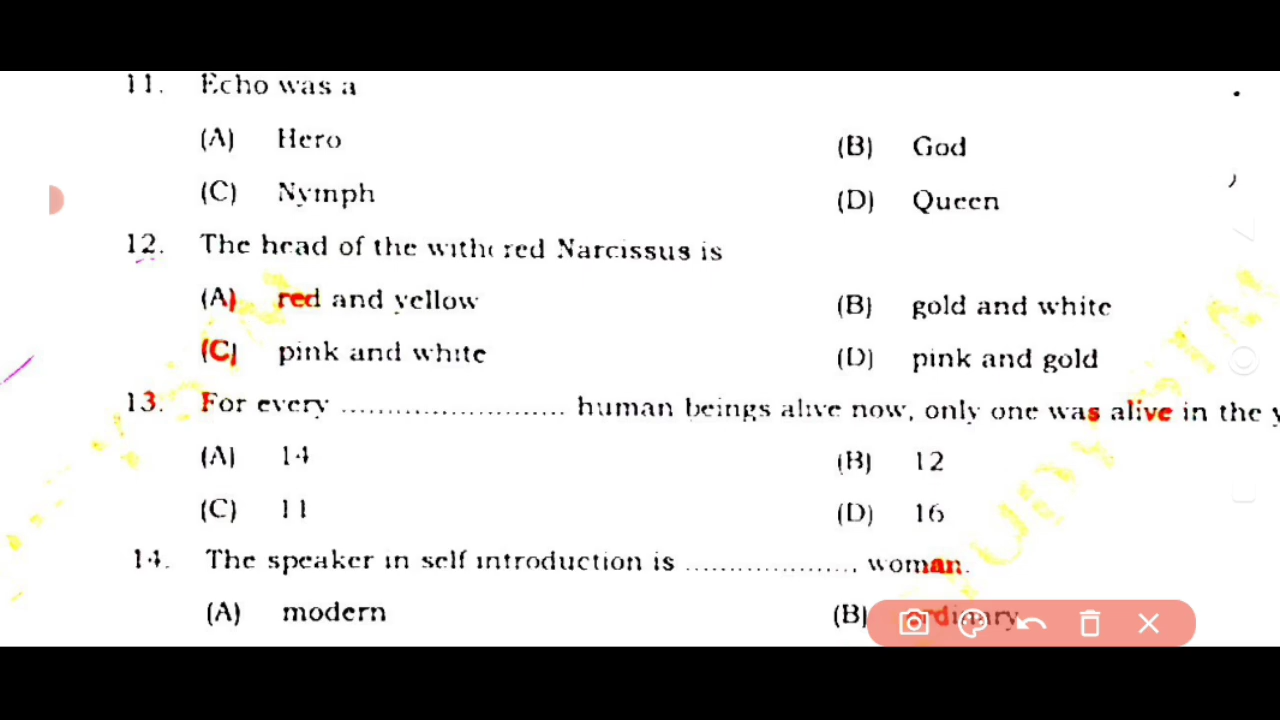 11. Echo was a
(A) Hero (B) God
(C) Nymph (D) Queen
12. The head of the withered Narcissus is
(A) red and yellow (B) gold and white
(C) pink and white (D) pink and gold
13. For every ...................... human beings alive now, only one was alive in the
(A) 14 (B) 12
(C) 11 (D) 16
14. The speaker in self introduction is ................... woman.
(A) modern (B) ordinary